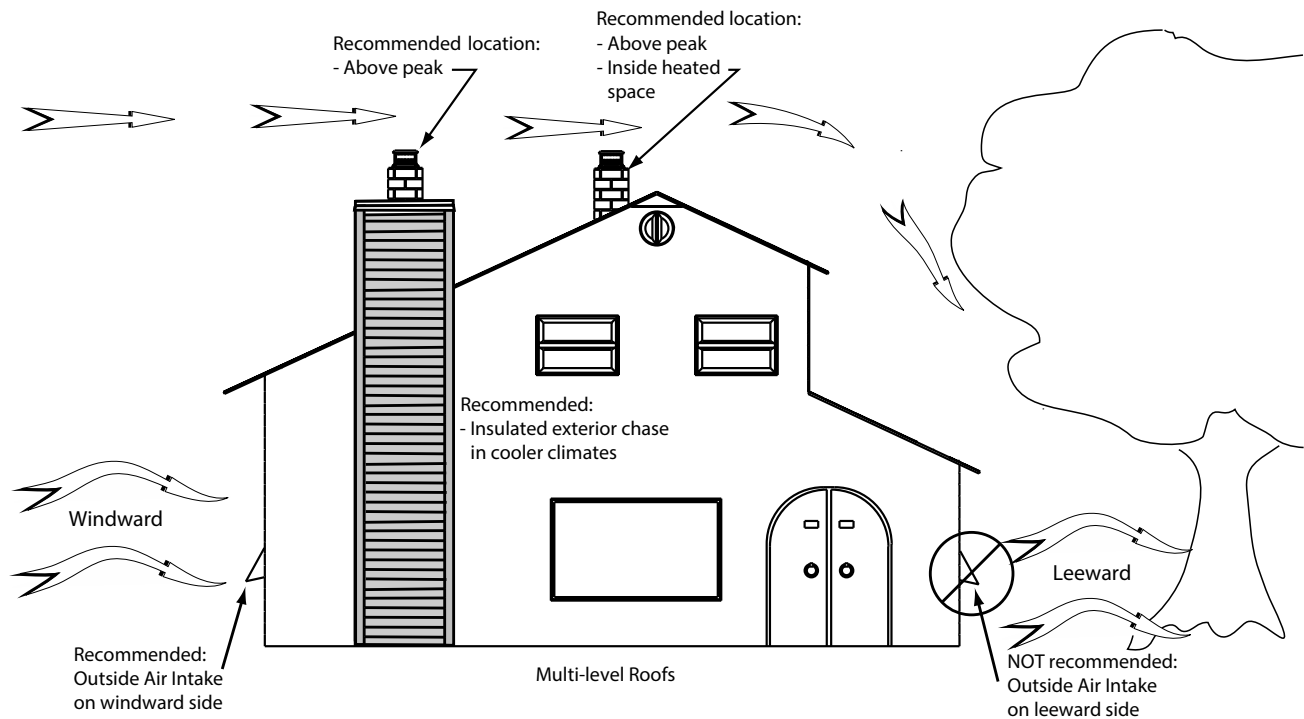 Recommended location:
- Above peak
Recommended location:
- Above peak
- Inside heated
space
Recommended:
- Insulated exterior chase
in cooler climates
Windward
Leeward
Recommended:
Outside Air Intake
on windward side
Multi-level Roofs
NOT recommended:
Outside Air Intake
on leeward side